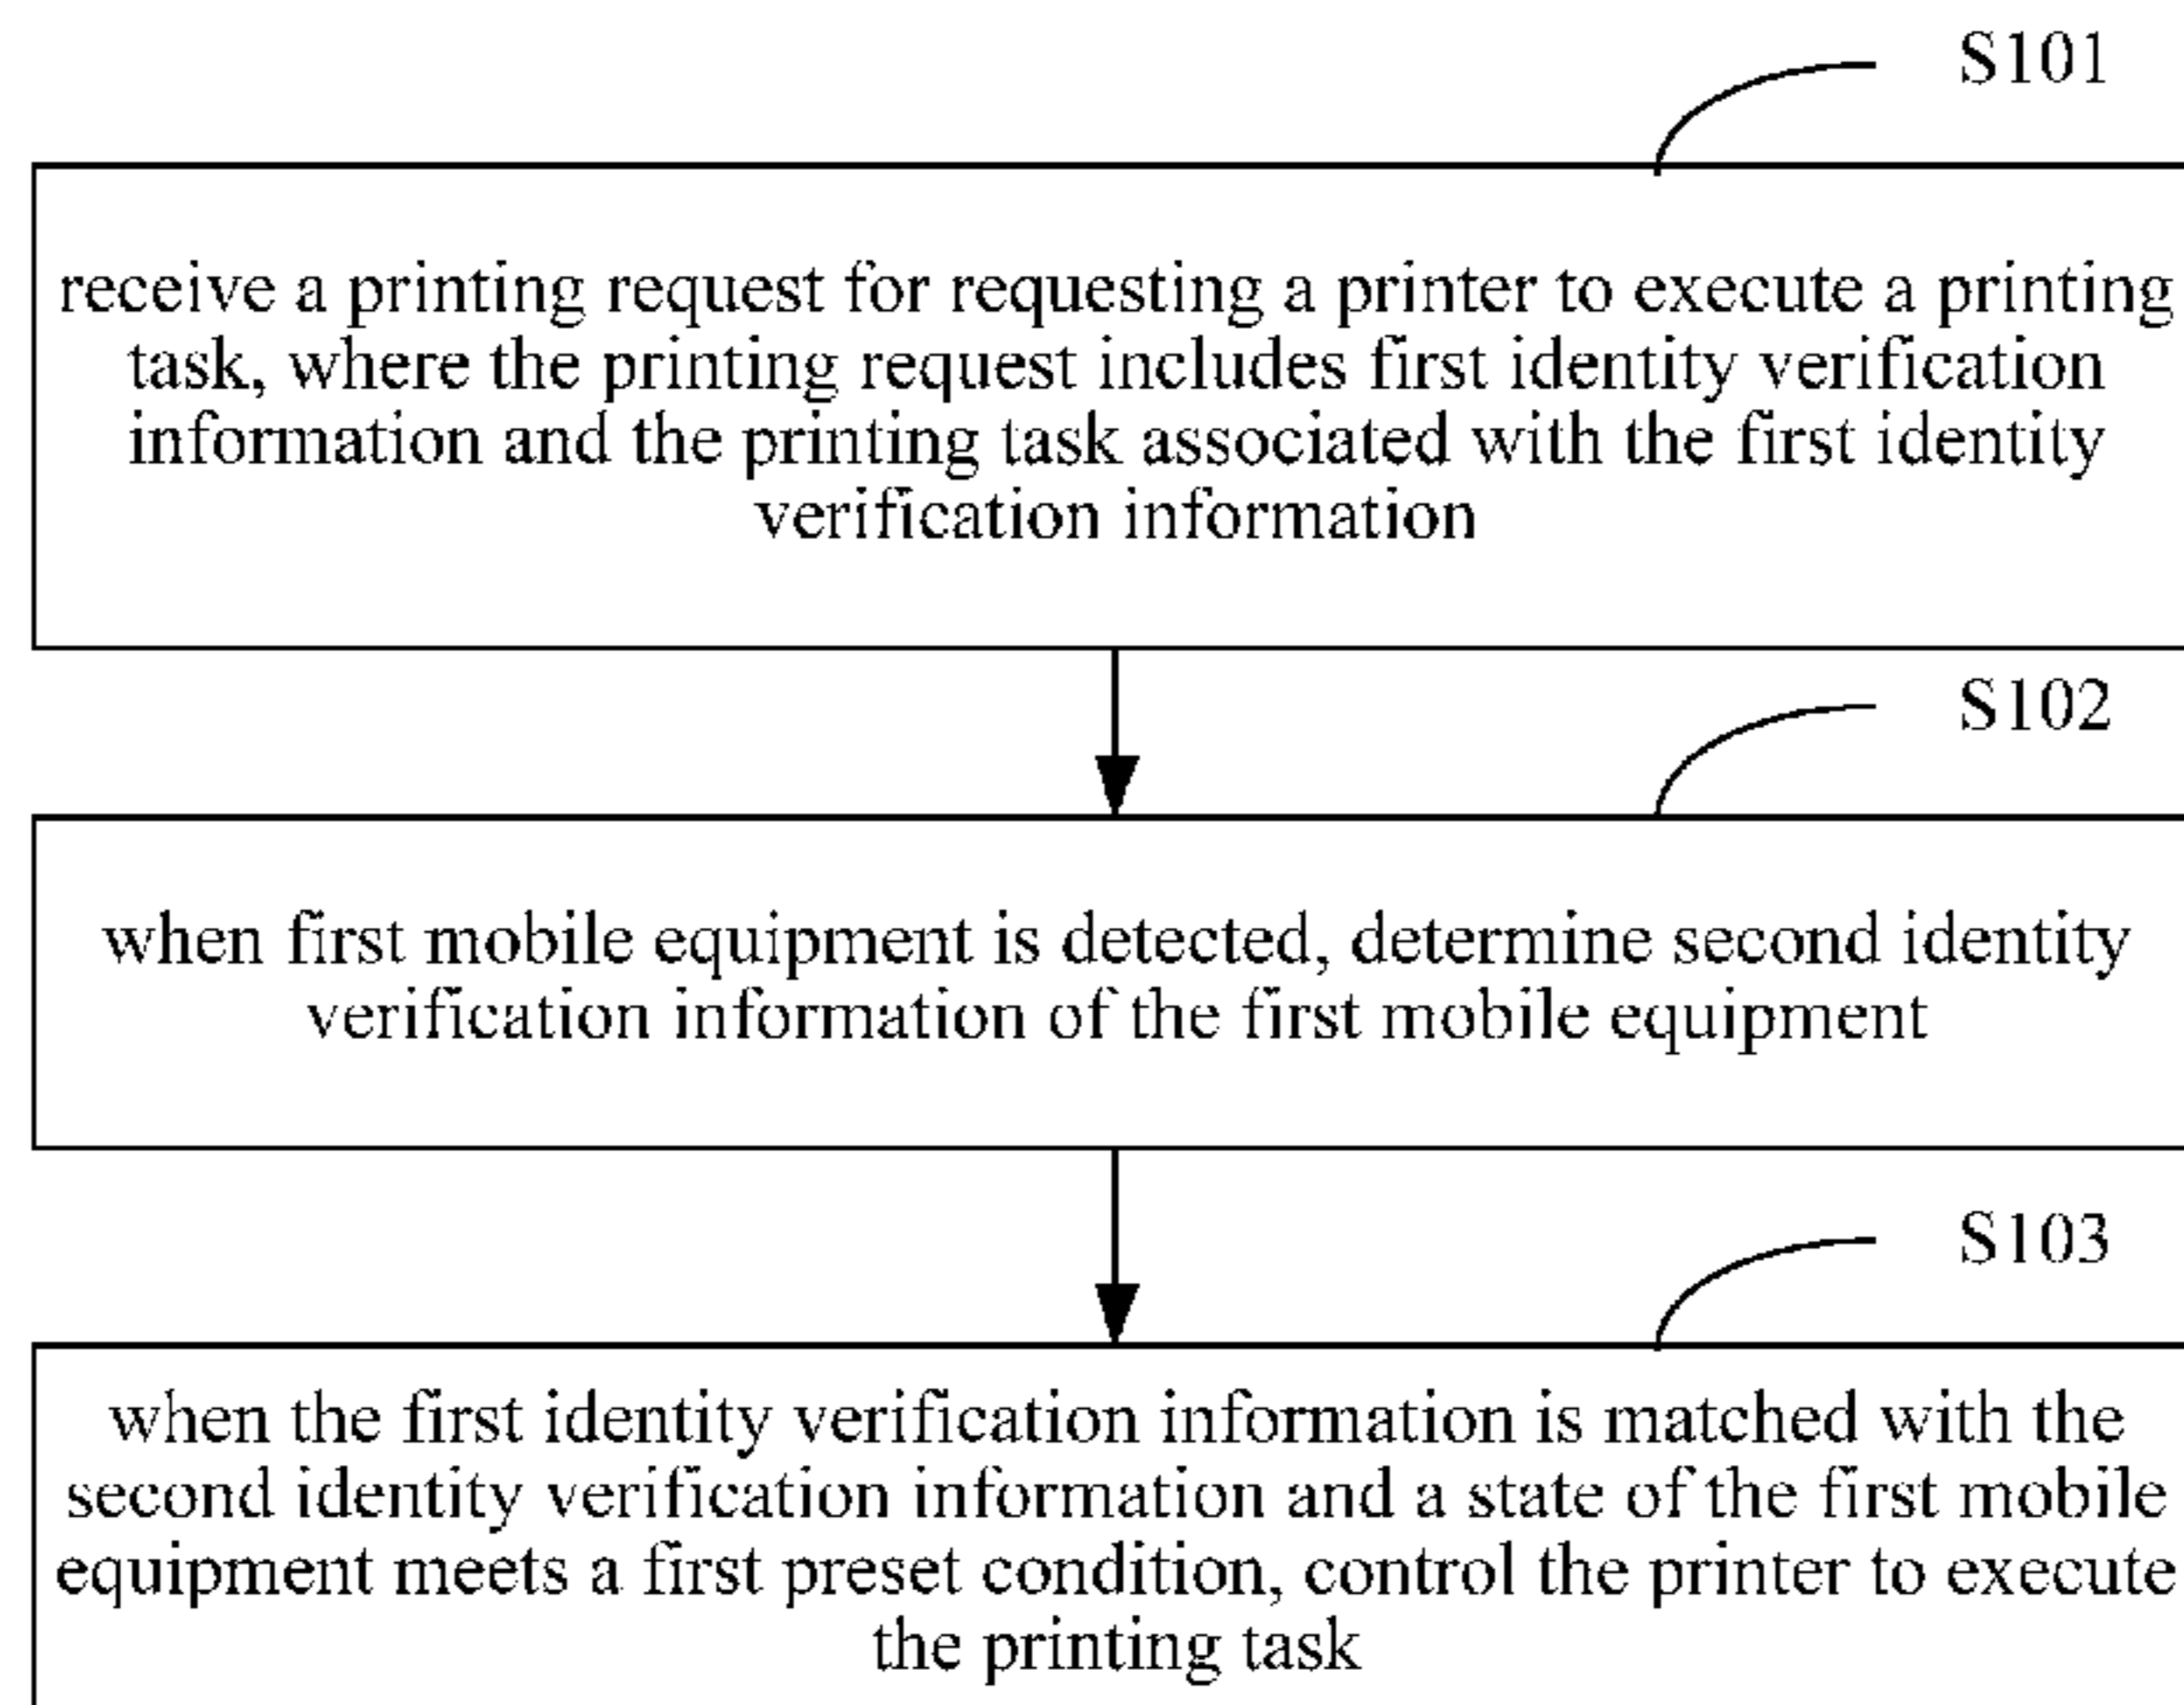 S101
receive a printing request for requesting a printer to execute a printing
task, where the printing request includes first identity verification
information and the printing task associated with the first identity
verification information
S102
when first mobile equipment is detected, determine second identity
verification information of the first mobile equipment
S103
when the first identity verification information is matched with the
second identity verification information and a state of the first mobile
equipment meets a first preset condition, control the printer to execute
the printing task